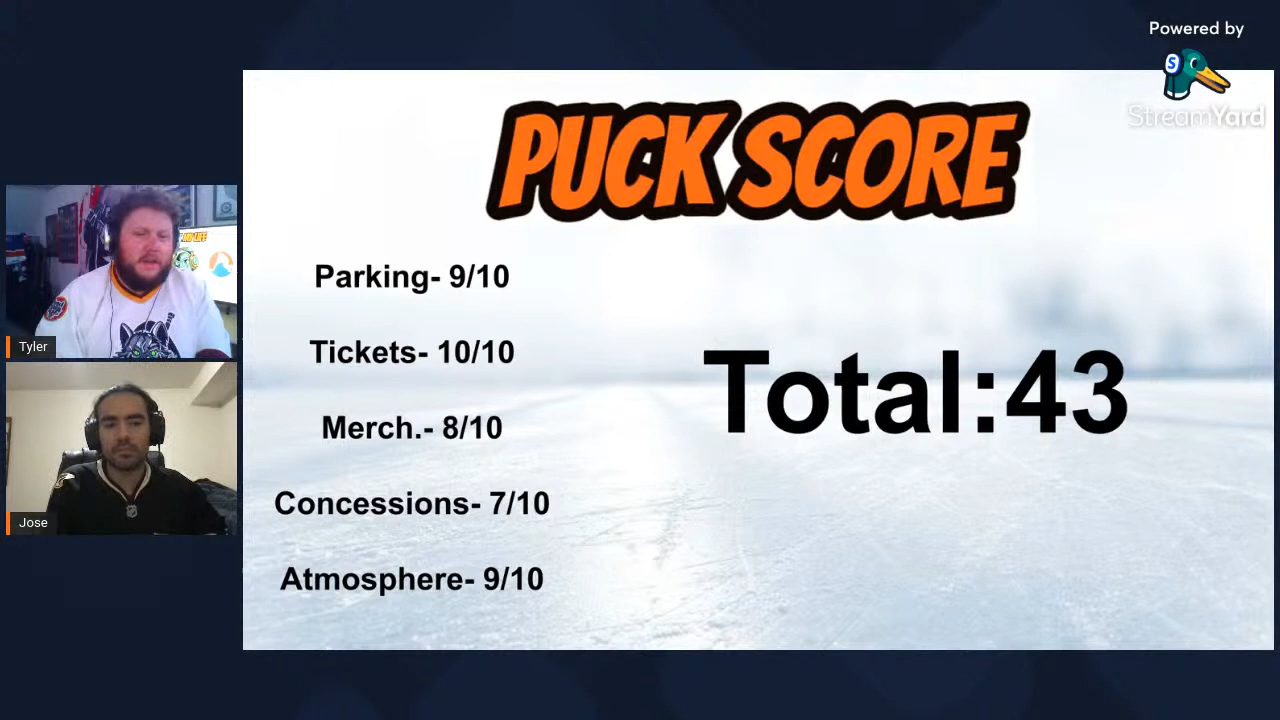 Powered by
StreamYard
PUCK SCORE
Parking- 9/10
Tickets- 10/10
Merch.- 8/10
Concessions- 7/10
Atmosphere- 9/10
Total:43
Tyler
Jose